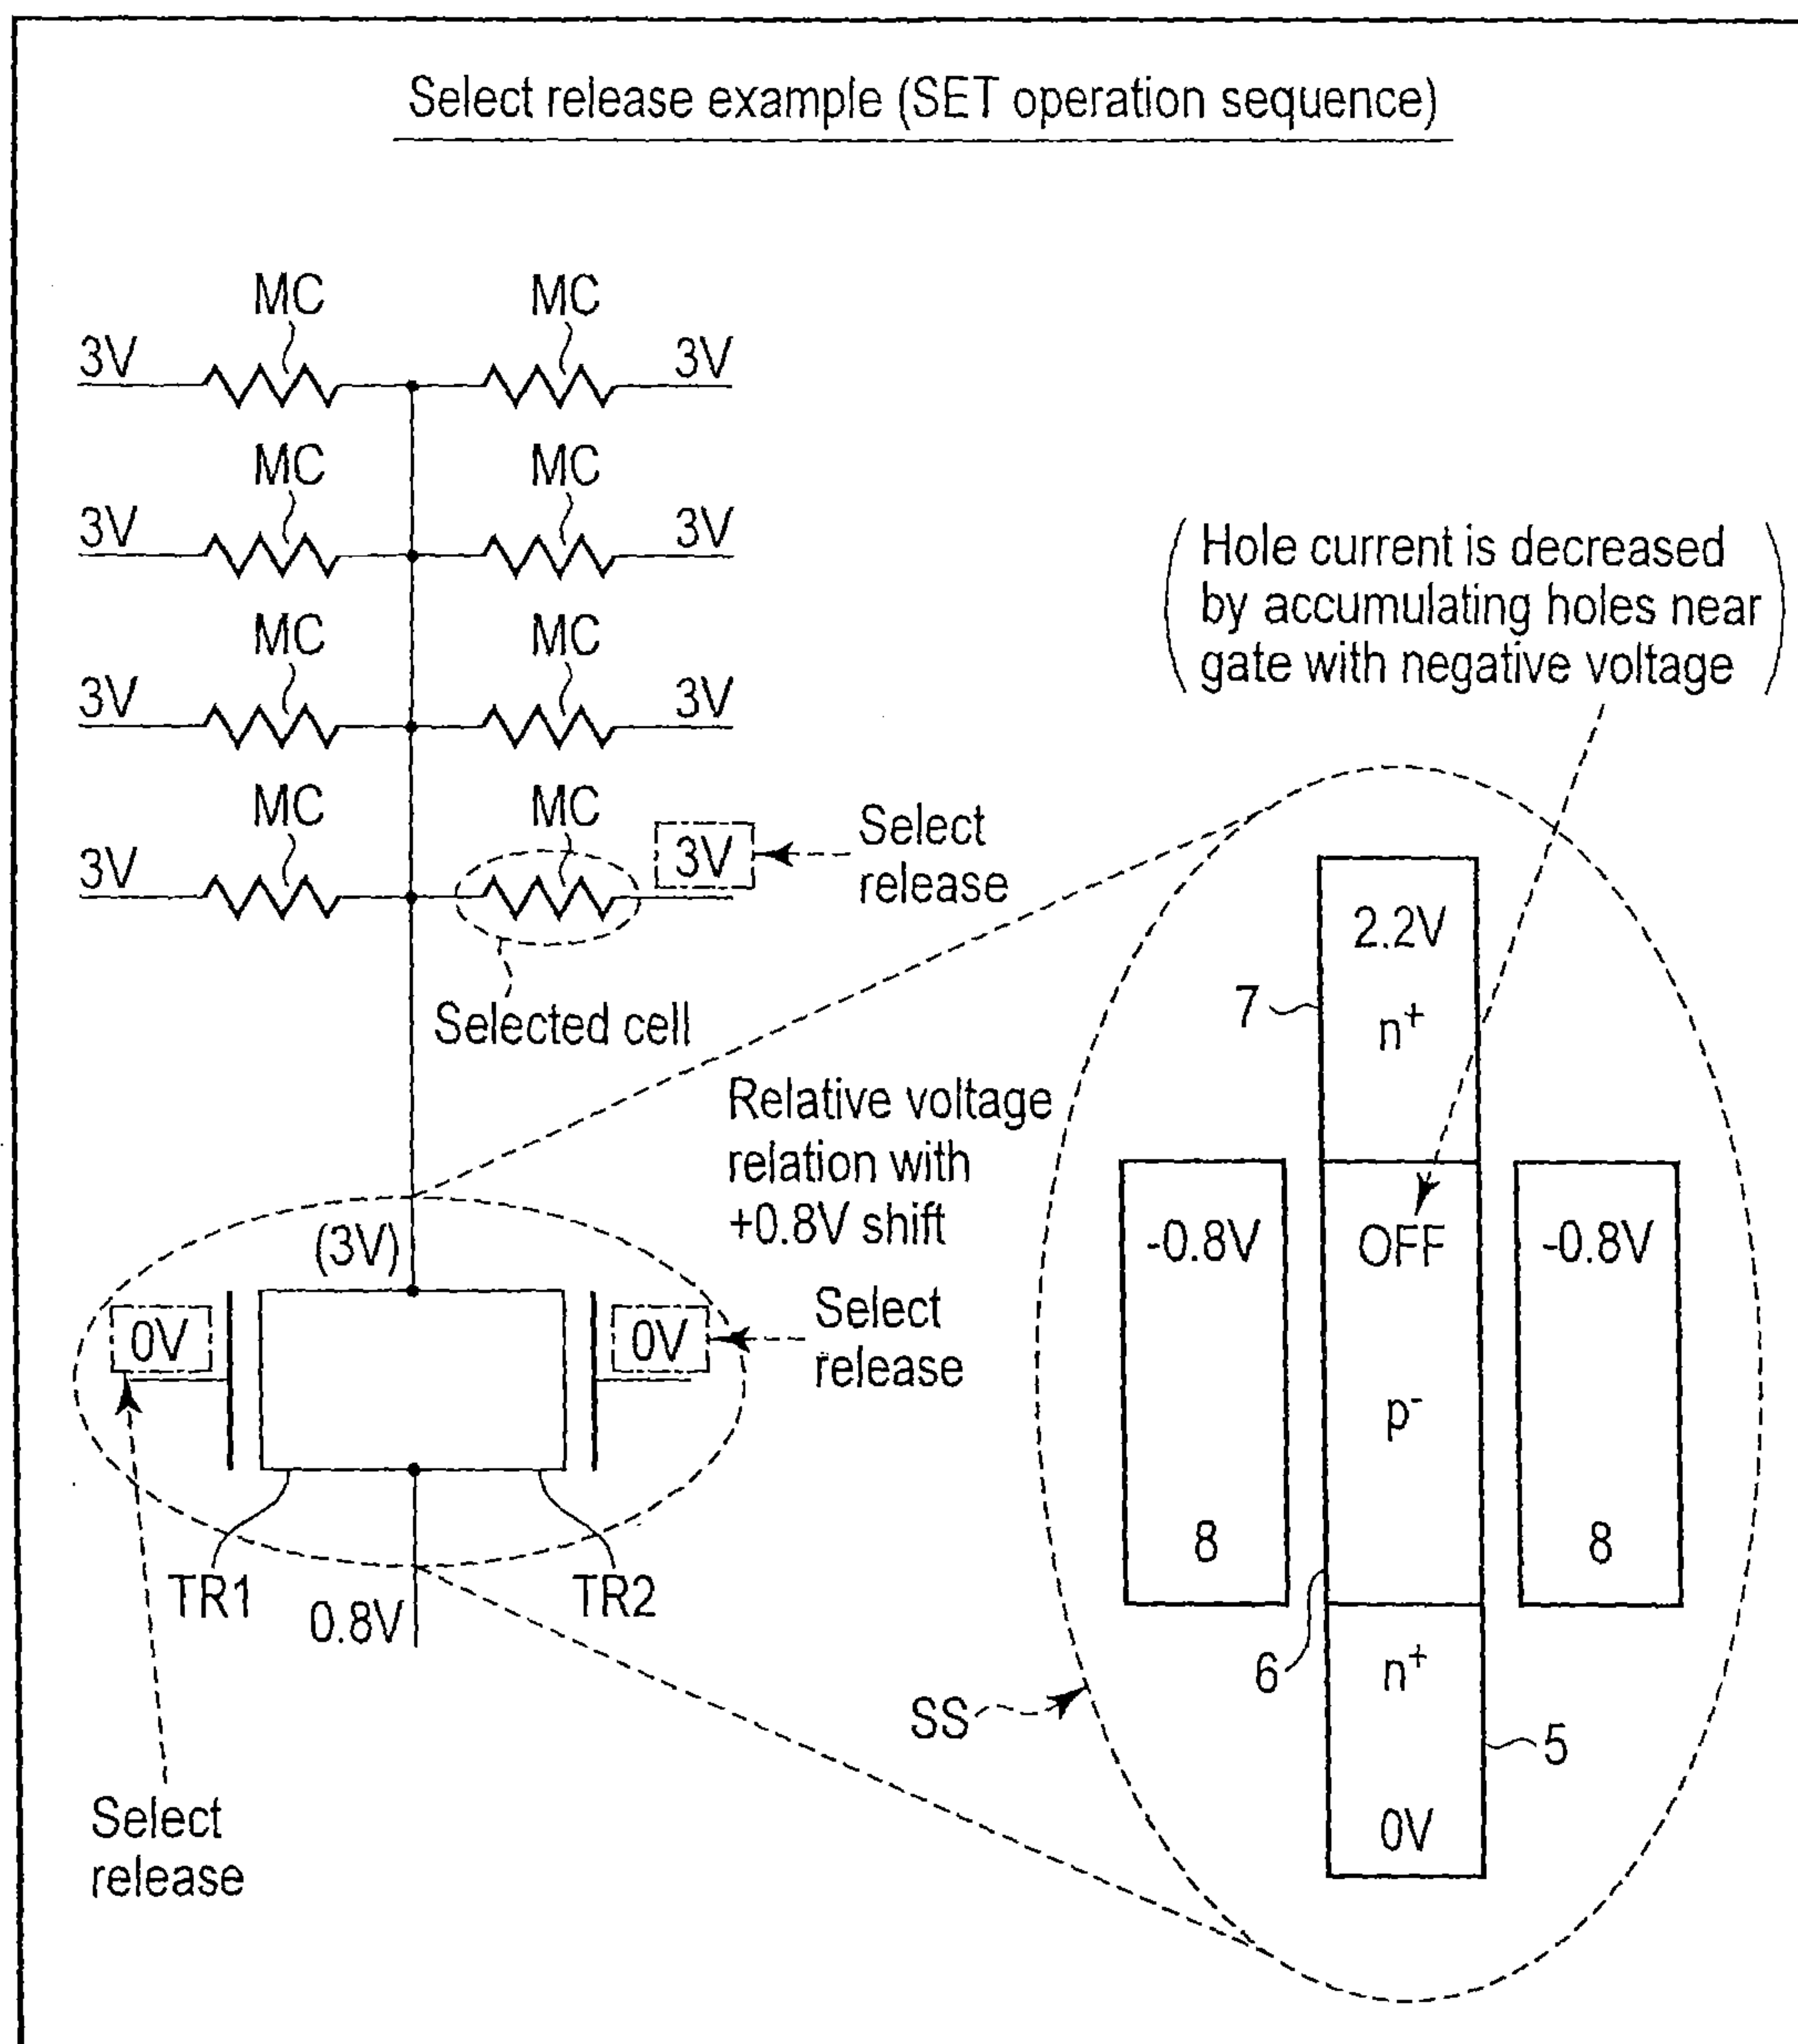 Select release example (SET operation sequence)
MC MC
3V 3V
MC MC
3V 3V
MC MC
3V 3V
MC MC
3V 3V
Select
release
Selected cell
Hole current is decreased
by accumulating holes near
gate with negative voltage
Relative voltage
relation with
+0.8V shift
(3V)
0V 0V
Select
release
TR1 TR2
0.8V
Select
release
2.2V
7
n+
-0.8V OFF -0.8V
p-
8 8
6
n+
SS
5
0V